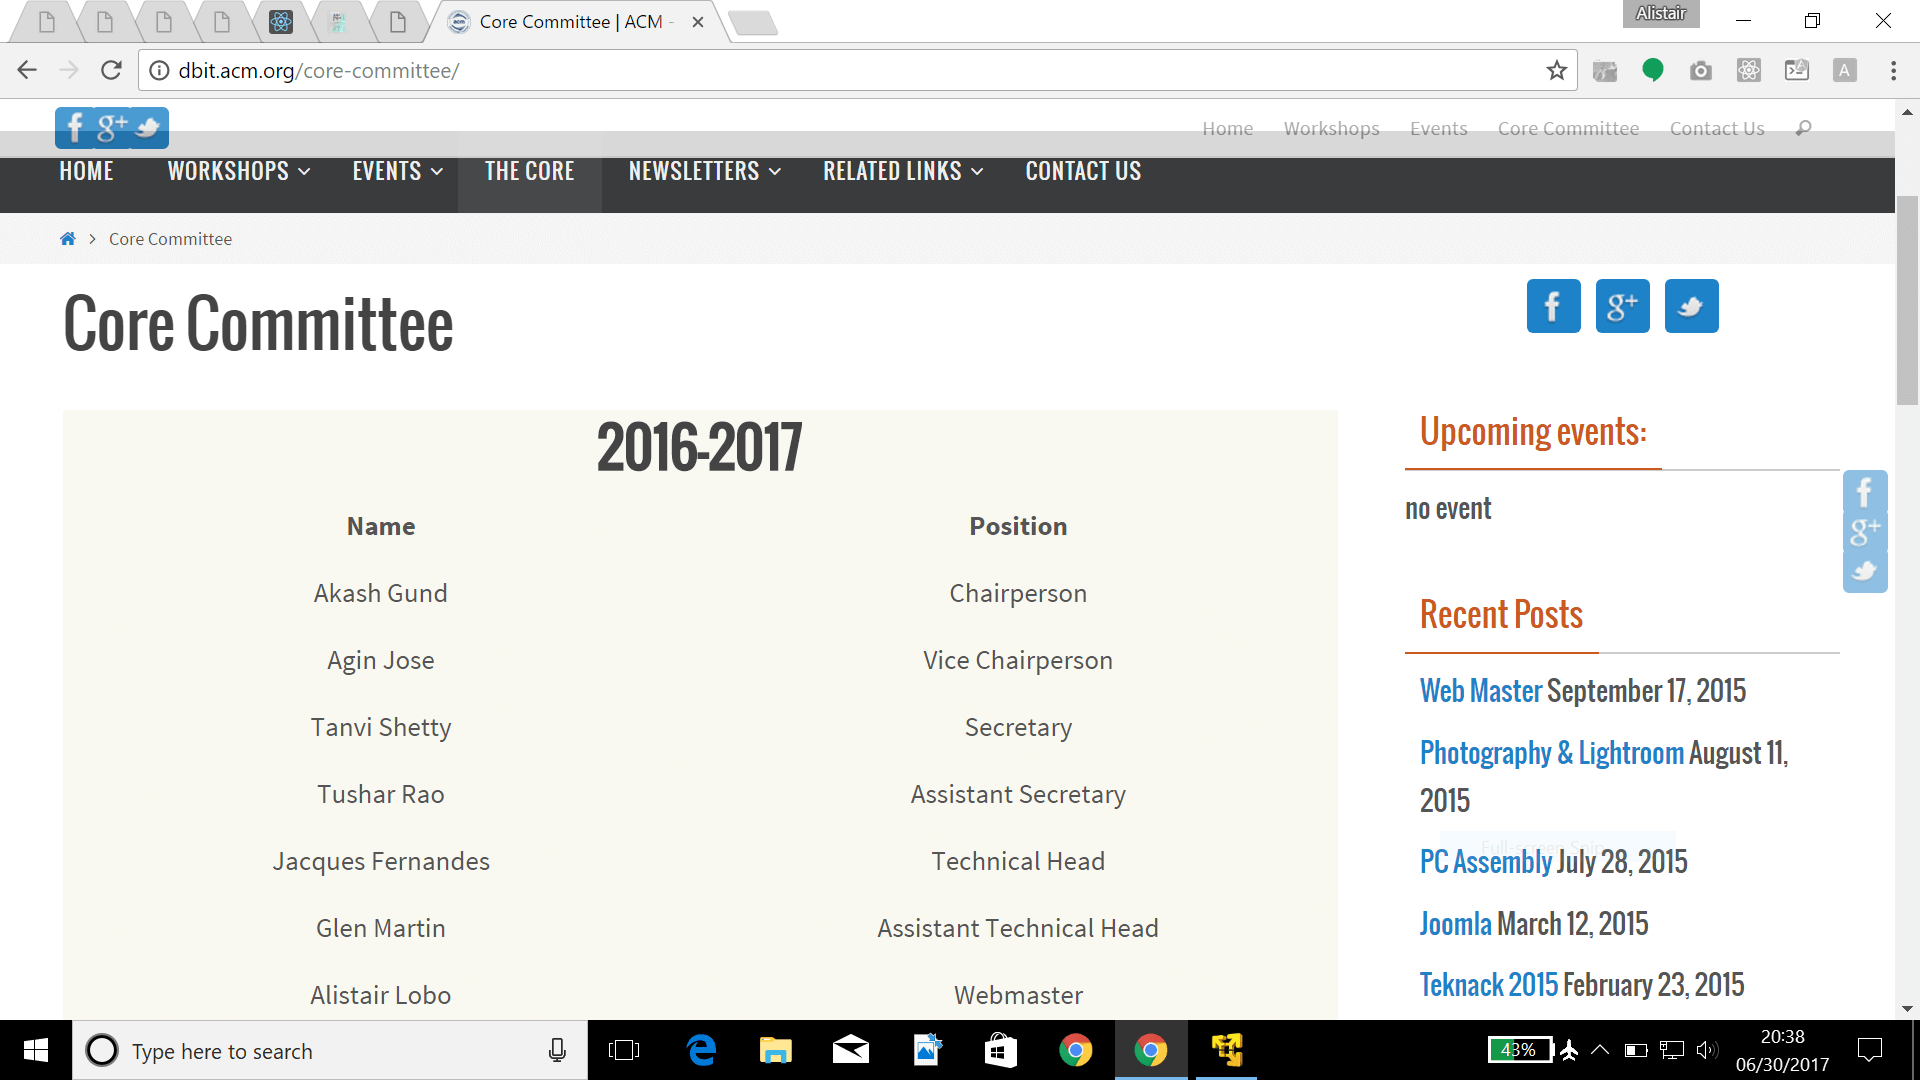 Core Committee | ACM -
Alistair
dbit.acm.org/core-committee/
A
f g+
Home Workshops Events Core Committee Contact Us
HOME WORKSHOPS EVENTS THE CORE NEWSLETTERS RELATED LINKS CONTACT US
Core Committee
Core Committee
f g+
2016-2017
Name Position
Akash Gund Chairperson
Agin Jose Vice Chairperson
Tanvi Shetty Secretary
Tushar Rao Assistant Secretary
Jacques Fernandes Technical Head
Glen Martin Assistant Technical Head
Alistair Lobo Webmaster
Upcoming events:
no event
Recent Posts
Web Master September 17, 2015
Photography & Lightroom August 11,
2015
Full-screen Snip
PC Assembly July 28, 2015
Joomla March 12, 2015
Teknack 2015 February 23, 2015
f
g+
Type here to search
43%
20:38
06/30/2017